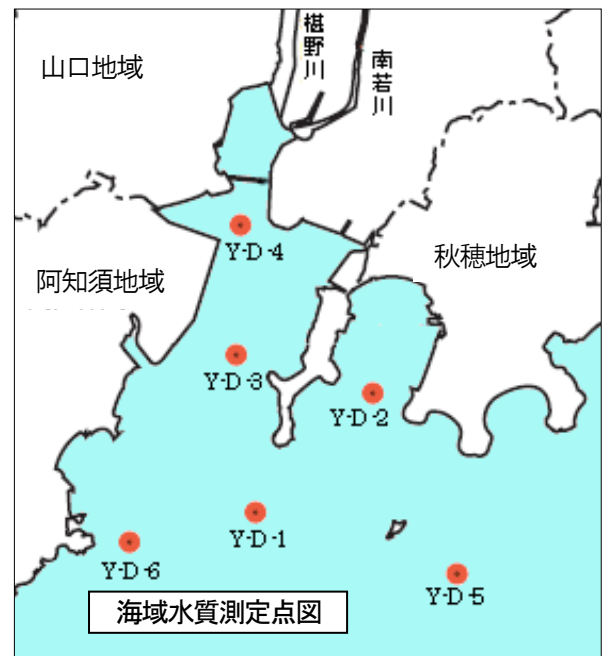 山口地域
椹野川
南若川
Y-D-4
秋穂地域
阿知須地域
Y-D-3
Y-D-2
Y-D-1
Y-D-6
Y-D-5
海域水質測定点図